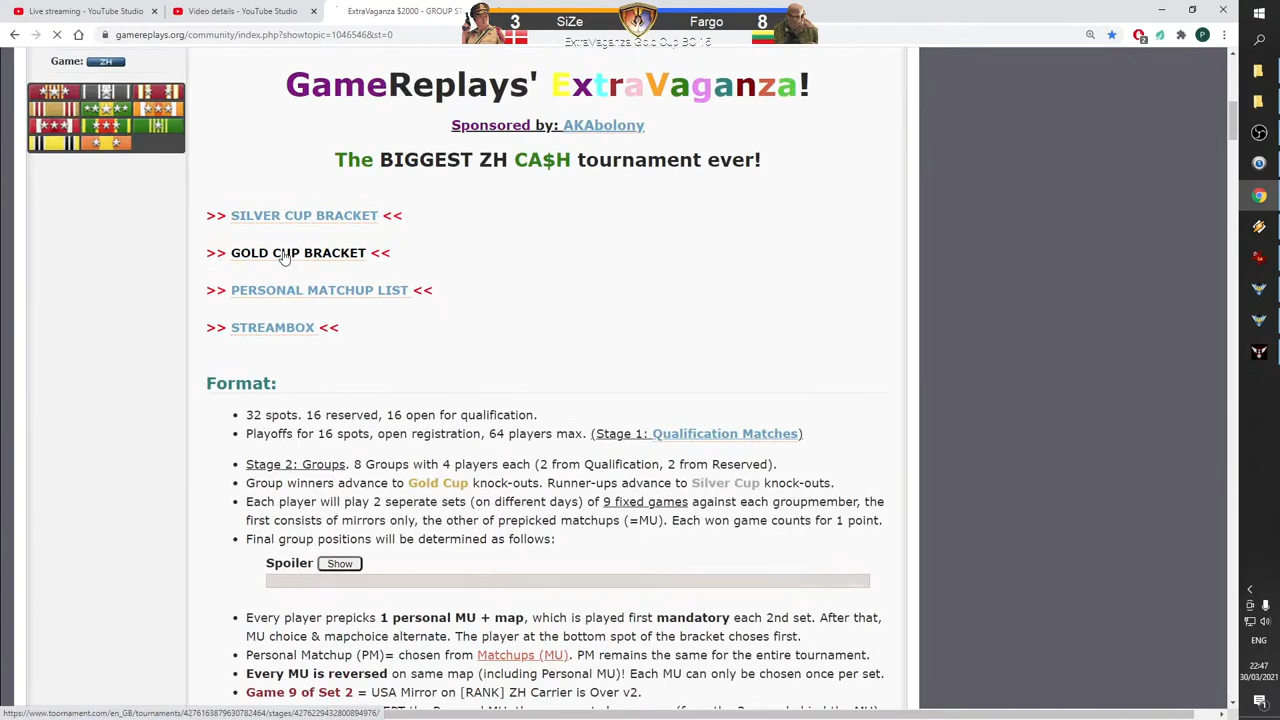 Live streaming - YouTube Studio
Video details - YouTube Studio
ExtraVaganza $2000 - GROUP ST
3 SiZe Fargo 8
ExtraVaganza Gold Cup BO 15
gamereplays.org/community/index.php?showtopic=1046546&st=0
Game: ZH
GameReplays' ExtraVaganza!
Sponsored by: AKAbolony
The BIGGEST ZH CA$H tournament ever!
>> SILVER CUP BRACKET <<
>> GOLD CUP BRACKET <<
>> PERSONAL MATCHUP LIST <<
>> STREAMBOX <<
Format:
32 spots. 16 reserved, 16 open for qualification.
Playoffs for 16 spots, open registration, 64 players max. (Stage 1: Qualification Matches)
Stage 2: Groups. 8 Groups with 4 players each (2 from Qualification, 2 from Reserved).
Group winners advance to Gold Cup knock-outs. Runner-ups advance to Silver Cup knock-outs.
Each player will play 2 seperate sets (on different days) of 9 fixed games against each groupmember, the
first consists of mirrors only, the other of prepicked matchups (=MU). Each won game counts for 1 point.
Final group positions will be determined as follows:
Spoiler Show
Every player prepicks 1 personal MU + map, which is played first mandatory each 2nd set. After that,
MU choice & mapchoice alternate. The player at the bottom spot of the bracket choses first.
Personal Matchup (PM)= chosen from Matchups (MU). PM remains the same for the entire tournament.
Every MU is reversed on same map (including Personal MU)! Each MU can only be chosen once per set.
Game 9 of Set 2 = USA Mirror on [RANK] ZH Carrier is Over v2.
https://www.toornament.com/en_GB/tournaments/4276163879630782464/stages/4276229432800894976/
ENG
22:47
30/03/2021